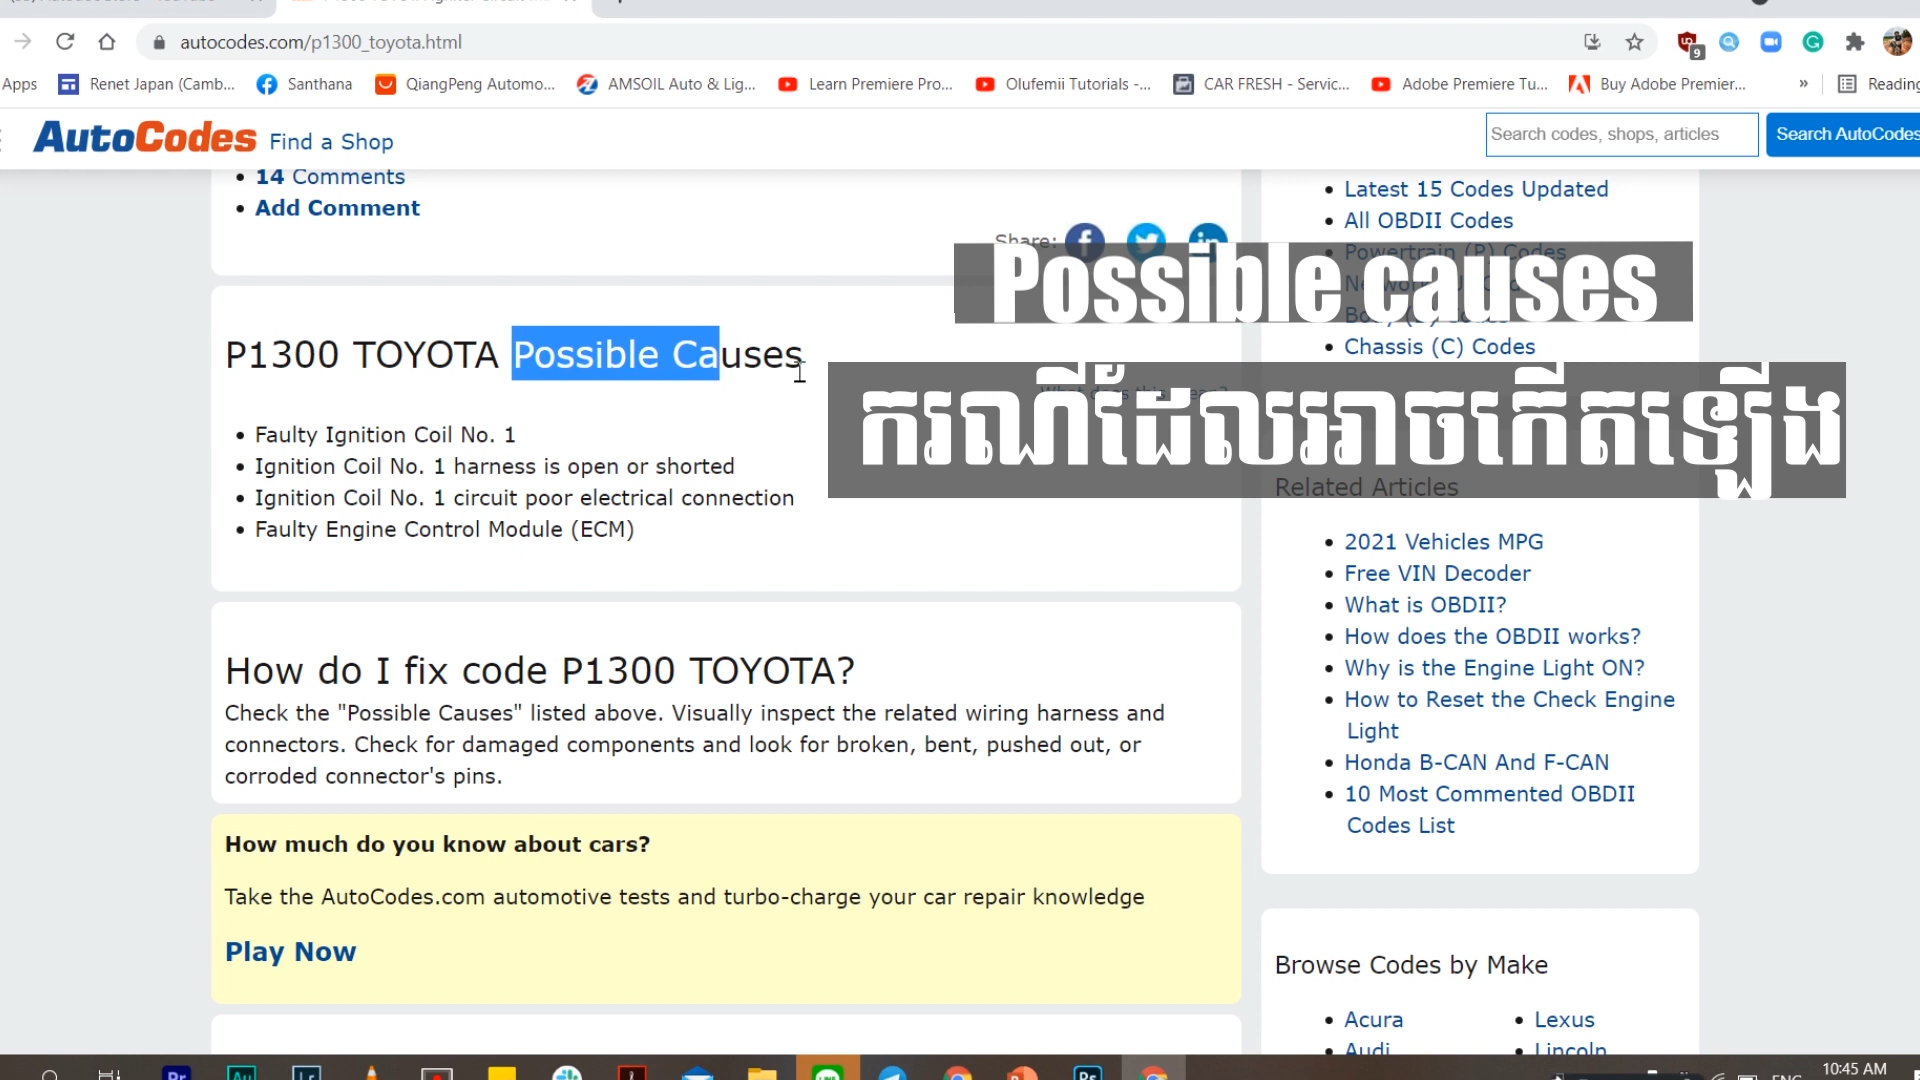 autocodes.com/p1300_toyota.html
9
Apps
Renet Japan (Camb...
Santhana
QiangPeng Automo...
AMSOIL Auto & Lig...
Learn Premiere Pro...
Olufemii Tutorials -...
CAR FRESH - Servic...
Adobe Premiere Tu...
Buy Adobe Premier...
»
Reading
AutoCodes
Find a Shop
Search codes, shops, articles
Search AutoCodes
14 Comments
Add Comment
Share:
Possible causes
ករណីដែលអាចកើតឡើង
P1300 TOYOTA Possible Causes
Faulty Ignition Coil No. 1
Ignition Coil No. 1 harness is open or shorted
Ignition Coil No. 1 circuit poor electrical connection
Faulty Engine Control Module (ECM)
How do I fix code P1300 TOYOTA?
Check the "Possible Causes" listed above. Visually inspect the related wiring harness and
connectors. Check for damaged components and look for broken, bent, pushed out, or
corroded connector's pins.
How much do you know about cars?
Take the AutoCodes.com automotive tests and turbo-charge your car repair knowledge
Play Now
Latest 15 Codes Updated
All OBDII Codes
Powertrain (P) Codes
Chassis (C) Codes
Related Articles
2021 Vehicles MPG
Free VIN Decoder
What is OBDII?
How does the OBDII works?
Why is the Engine Light ON?
How to Reset the Check Engine
Light
Honda B-CAN And F-CAN
10 Most Commented OBDII
Codes List
Browse Codes by Make
Acura
Lexus
Audi
Lincoln
10:45 AM
ENG